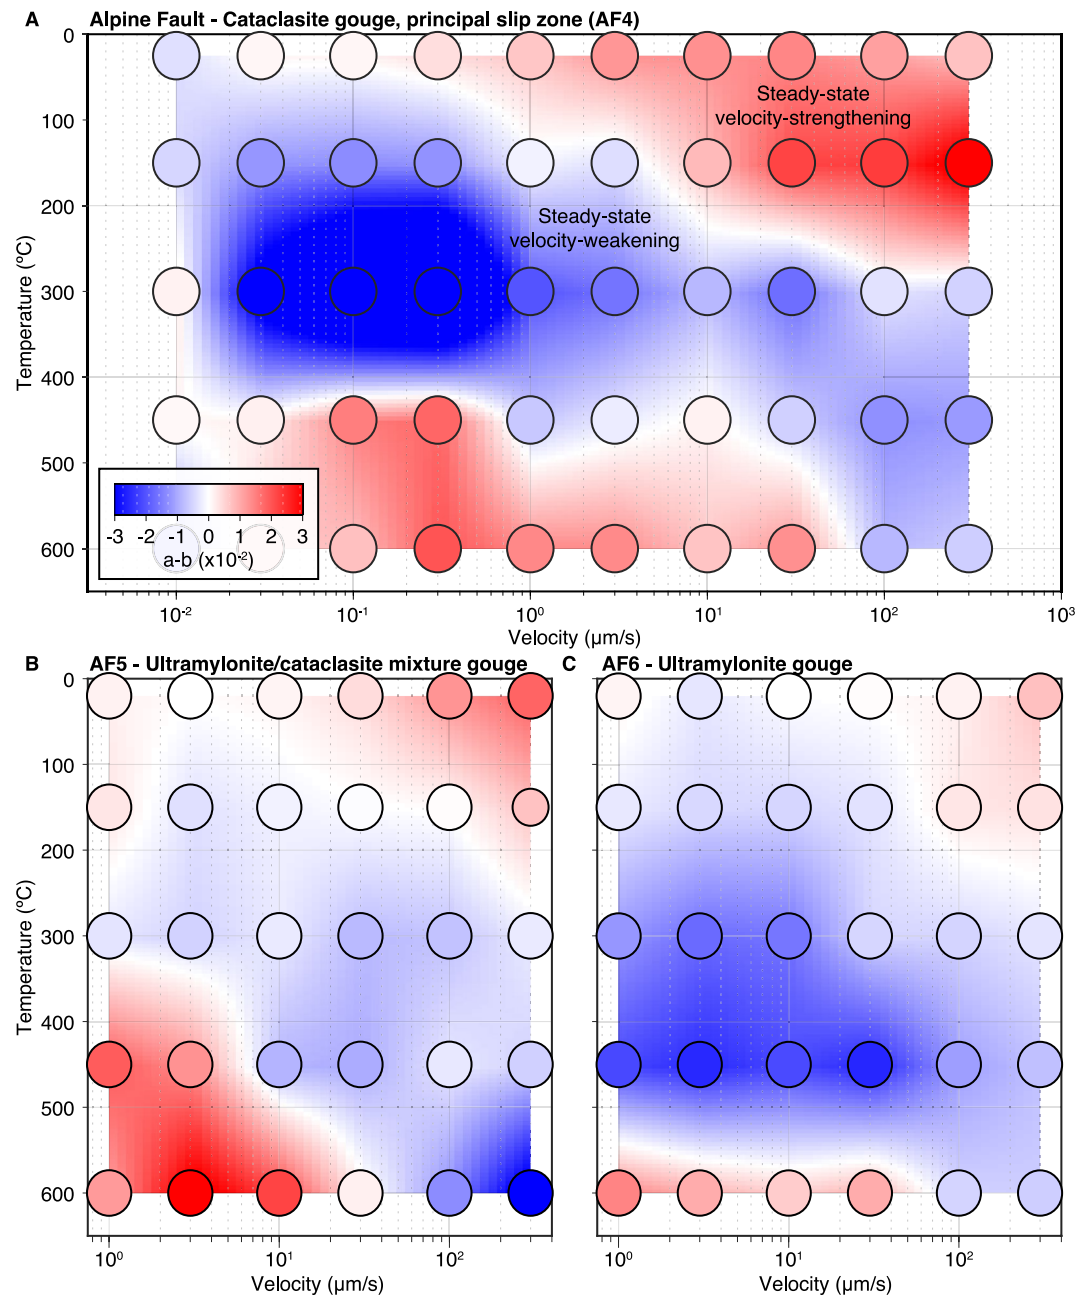 A Alpine Fault - Cataclasite gouge, principal slip zone (AF4)
0
100
200
300
400
500
600
Temperature (°C)
Steady-state
velocity-strengthening
Steady-state
velocity-weakening
-3 -2 -1 0 1 2 3
a-b (x10-2)
10-2 10-1 100 101 102 103
Velocity (µm/s)
B AF5 - Ultramylonite/cataclasite mixture gouge
0
100
200
300
400
500
600
Temperature (°C)
100 101 102
Velocity (µm/s)
C AF6 - Ultramylonite gouge
100 101 102
Velocity (µm/s)